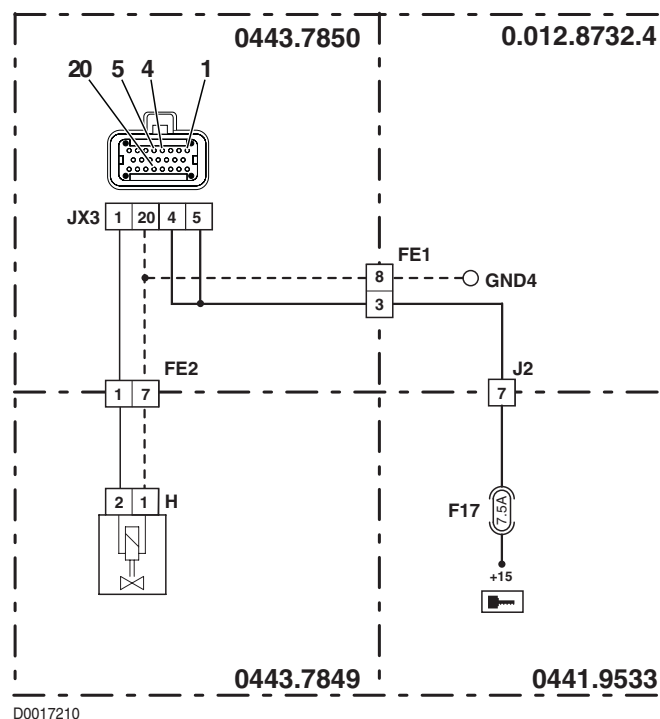 0443.7850
0.012.8732.4
20 5 4 1
JX3 1 20 4 5
FE1
8
GND4
3
FE2
J2
1 7
7
2 1 H
F17
7.5A
+15
0443.7849
0441.9533
D0017210